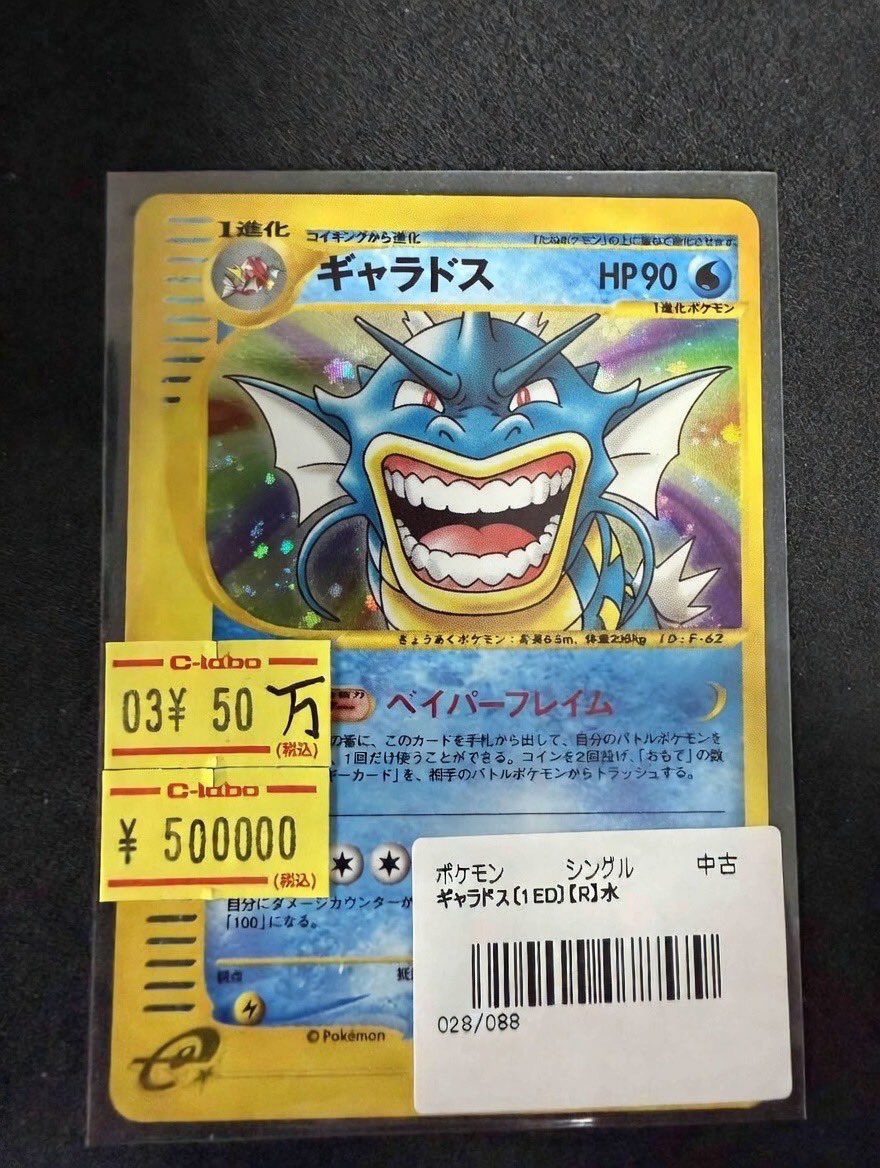 1進化
コイキングから進化
ギャラドス
HP90
1進化ポケモン
きょうあくポケモン:
ID:F-62
ベイパーフレイム
の番に、このカードを手札から出して、自分のバトルポケモンを
、1回だけ使うことができる。コインを2回投げ、「おもて」の数
ーカード」を、相手のバトルポケモンからトラッシュする。
C-labo
03¥ 50万
(税込)
C-labo
¥ 500000
(税込)
自分にダメージカウンターが
「100」になる。
弱点
© Pokémon
ポケモン シングル 中古
ギャラドス〔1ED〕【R】水
028/088